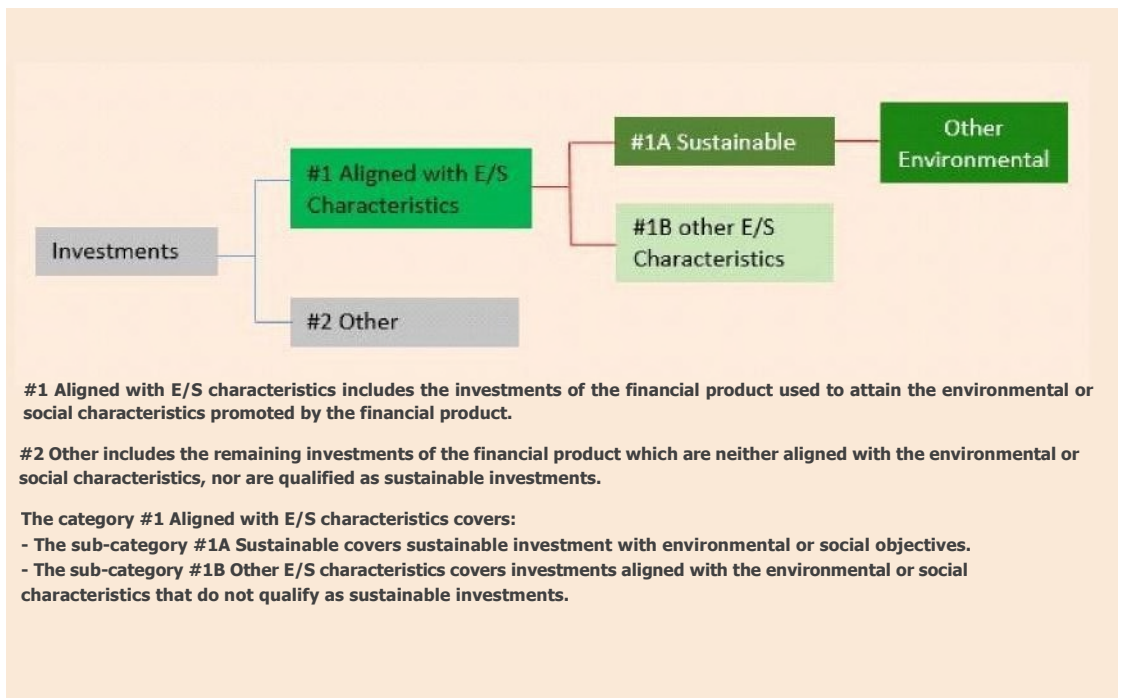 Other
Environmental
#1A Sustainable
#1 Aligned with E/S
Characteristics
#1B other E/S
Characteristics
Investments
#2 Other
#1 Aligned with E/S characteristics includes the investments of the financial product used to attain the environmental or
social characteristics promoted by the financial product.
#2 Other includes the remaining investments of the financial product which are neither aligned with the environmental or
social characteristics, nor are qualified as sustainable investments.
The category #1 Aligned with E/S characteristics covers:
- The sub-category #1A Sustainable covers sustainable investment with environmental or social objectives.
- The sub-category #1B Other E/S characteristics covers investments aligned with the environmental or social
characteristics that do not qualify as sustainable investments.